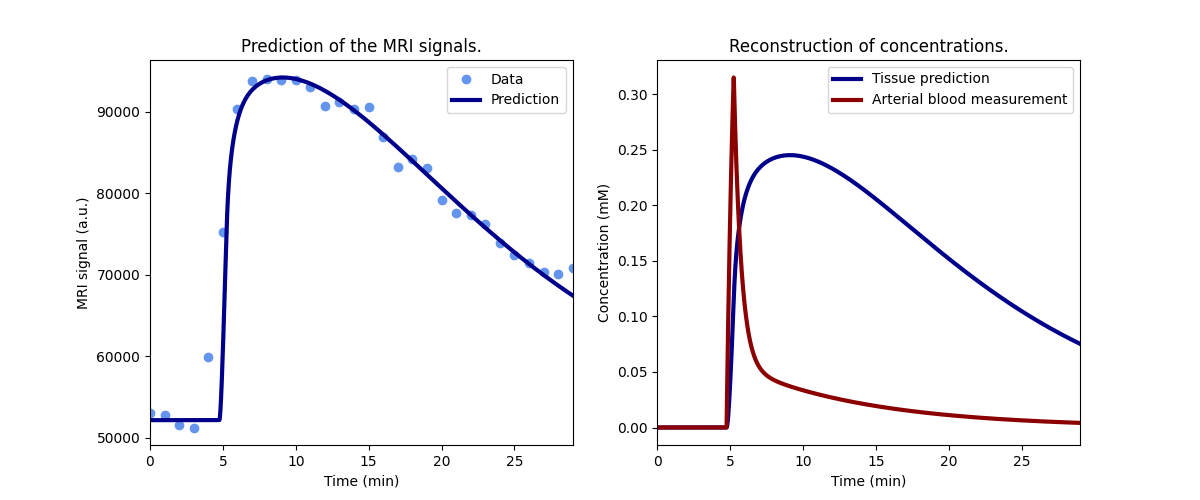 Prediction of the MRI signals.
MRI signal (a.u.)
90000
80000
70000
60000
50000
Data
Prediction
0 5 10 15 20 25
Time (min)
Reconstruction of concentrations.
Concentration (mM)
0.30
0.25
0.20
0.15
0.10
0.05
0.00
Tissue prediction
Arterial blood measurement
0 5 10 15 20 25
Time (min)